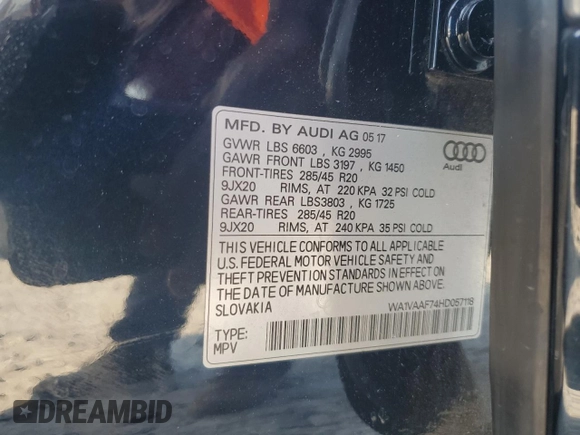 MFD. BY AUDI AG 05 17
GVWR LBS 6603 , KG 2995
GAWR FRONT LBS 3197 , KG 1450
FRONT-TIRES 285/45 R20
9JX20 RIMS, AT 220 KPA 32 PSI COLD
GAWR REAR LBS3803 , KG 1725
REAR-TIRES 285/45 R20
9JX20 RIMS, AT 240 KPA 35 PSI COLD
Audi
THIS VEHICLE CONFORMS TO ALL APPLICABLE
U.S. FEDERAL MOTOR VEHICLE SAFETY AND
THEFT PREVENTION STANDARDS IN EFFECT ON
THE DATE OF MANUFACTURE SHOWN ABOVE.
SLOVAKIA
WA1VAAF74HD057118
TYPE:
MPV
DREAMBID